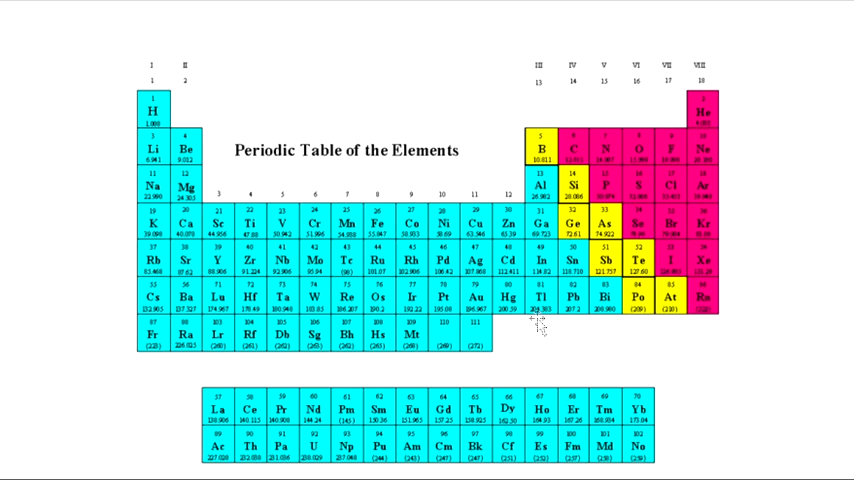 I II III IV V VI VII VIII
1 2 13 14 15 16 17 18
1 2
H He
1.000
3 4 5 6 7 8 9 10
Li Be B C N O F Ne
6.941 9.012 10.811
Periodic Table of the Elements
11 12 13 14 15 16 17 18
Na Mg Al Si P S Cl Ar
22.990 24.305 26.982 28.086
3 4 5 6 7 8 9 10 11 12
19 20 21 22 23 24 25 26 27 28 29 30 31 32 33
K Ca Sc Ti V Cr Mn Fe Co Ni Cu Zn Ga Ge As Se Br Kr
39.098 40.078 44.956 47.88 50.942 51.996 54.938 55.847 58.933 58.69 63.546 65.39 69.723 72.61 74.922
37 38 39 40 41 42 43 44 45 46 47 48 49 50 51 52
Rb Sr Y Zr Nb Mo Tc Ru Rh Pd Ag Cd In Sn Sb Te I Xe
85.468 87.62 88.906 91.224 92.906 95.94 (98) 101.07 102.906 106.42 107.868 112.411 114.82 118.710 121.757 127.60
55 56 71 72 73 74 75 76 77 78 79 80 81 82 83 84 85
Cs Ba Lu Hf Ta W Re Os Ir Pt Au Hg Tl Pb Bi Po At Rn
132.905 137.327 174.967 178.49 180.948 183.85 186.207 190.2 192.22 195.08 196.967 200.59 204.383 207.2 208.980 (209) (210)
87 88 103 104 105 106 107 108 109 110 111
Fr Ra Lr Rf Db Sg Bh Hs Mt
(223) 226.025 (260) (261) (262) (263) (262) (265) (269) (272)
57 58 59 60 61 62 63 64 65 66 67 68 69 70
La Ce Pr Nd Pm Sm Eu Gd Tb Dy Ho Er Tm Yb
138.906 140.115 140.908 144.24 (145) 150.36 151.965 157.25 158.925 162.50 164.93 167.26 168.934 173.04
89 90 91 92 93 94 95 96 97 98 99 100 101 102
Ac Th Pa U Np Pu Am Cm Bk Cf Es Fm Md No
227.028 232.038 231.036 238.029 237.048 (244) (243) (247) (247) (251) (252) (257) (258) (259)